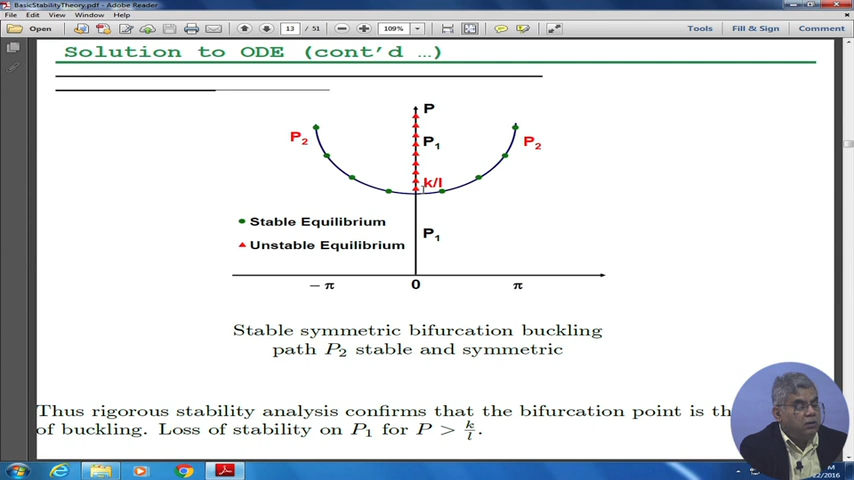 BasicStabilityTheory.pdf - Adobe Reader
File Edit View Window Help
Open 13 / 51 109% Tools Fill & Sign Comment
Solution to ODE (cont'd …)
P
P₂ P₁ P₂
k/l
Stable Equilibrium
P₁
Unstable Equilibrium
− π 0 π
Stable symmetric bifurcation buckling
path P₂ stable and symmetric
Thus rigorous stability analysis confirms that the bifurcation point is th
of buckling. Loss of stability on P₁ for P > k/l.